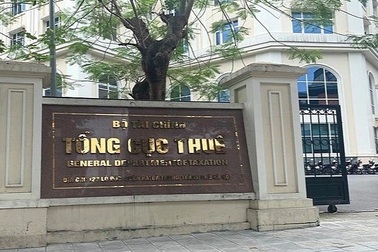 BỘ TÀI CHÍNH
TỔNG CỤC THUẾ
GENERAL DEPARTMENT OF TAXATION